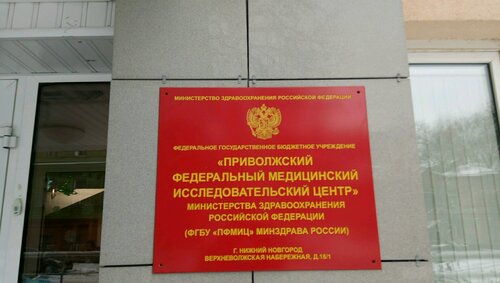 МИНИСТЕРСТВО ЗДРАВООХРАНЕНИЯ РОССИЙСКОЙ ФЕДЕРАЦИИ
ФЕДЕРАЛЬНОЕ ГОСУДАРСТВЕННОЕ БЮДЖЕТНОЕ УЧРЕЖДЕНИЕ
«ПРИВОЛЖСКИЙ
ФЕДЕРАЛЬНЫЙ МЕДИЦИНСКИЙ
ИССЛЕДОВАТЕЛЬСКИЙ ЦЕНТР»
МИНИСТЕРСТВА ЗДРАВООХРАНЕНИЯ
РОССИЙСКОЙ ФЕДЕРАЦИИ
(ФГБУ «ПФМИЦ» МИНЗДРАВА РОССИИ)
Г. НИЖНИЙ НОВГОРОД
ВЕРХНЕВОЛЖСКАЯ НАБЕРЕЖНАЯ, Д.18/1